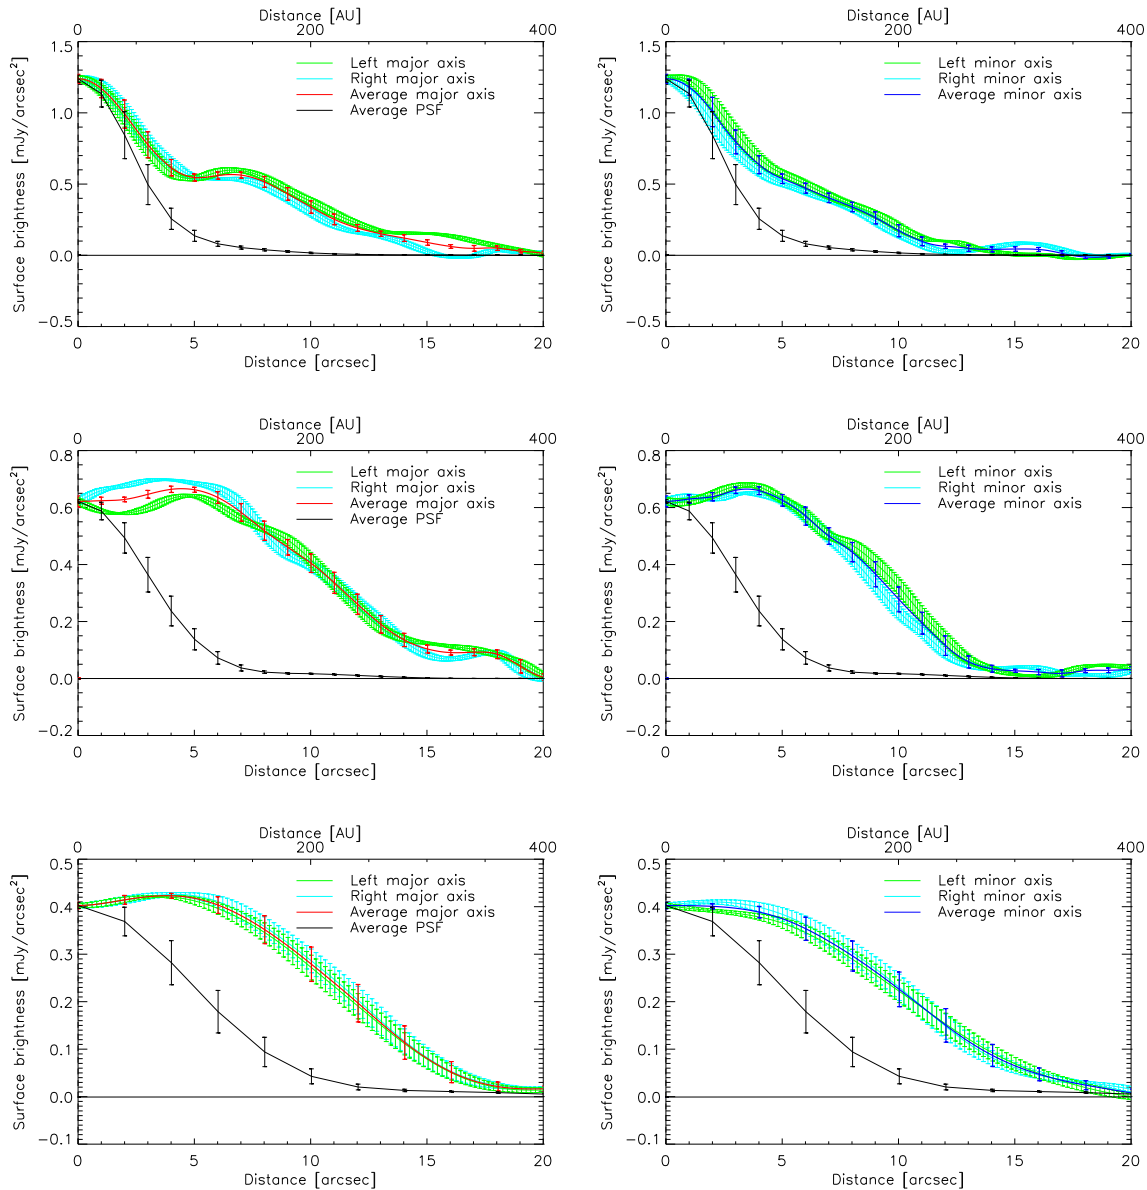 Distance [AU]
0 200 400
Surface brightness [mJy/arcsec²]
1.5
1.0
0.5
0.0
−0.5
Left major axis
Right major axis
Average major axis
Average PSF
0 5 10 15 20
Distance [arcsec]
Distance [AU]
0 200 400
Surface brightness [mJy/arcsec²]
1.5
1.0
0.5
0.0
−0.5
Left minor axis
Right minor axis
Average minor axis
0 5 10 15 20
Distance [arcsec]
Distance [AU]
0 200 400
Surface brightness [mJy/arcsec²]
0.8
0.6
0.4
0.2
0.0
−0.2
Left major axis
Right major axis
Average major axis
Average PSF
0 5 10 15 20
Distance [arcsec]
Distance [AU]
0 200 400
Surface brightness [mJy/arcsec²]
0.8
0.6
0.4
0.2
0.0
−0.2
Left minor axis
Right minor axis
Average minor axis
0 5 10 15 20
Distance [arcsec]
Distance [AU]
0 200 400
Surface brightness [mJy/arcsec²]
0.5
0.4
0.3
0.2
0.1
0.0
−0.1
Left major axis
Right major axis
Average major axis
Average PSF
0 5 10 15 20
Distance [arcsec]
Distance [AU]
0 200 400
Surface brightness [mJy/arcsec²]
0.5
0.4
0.3
0.2
0.1
0.0
−0.1
Left minor axis
Right minor axis
Average minor axis
0 5 10 15 20
Distance [arcsec]